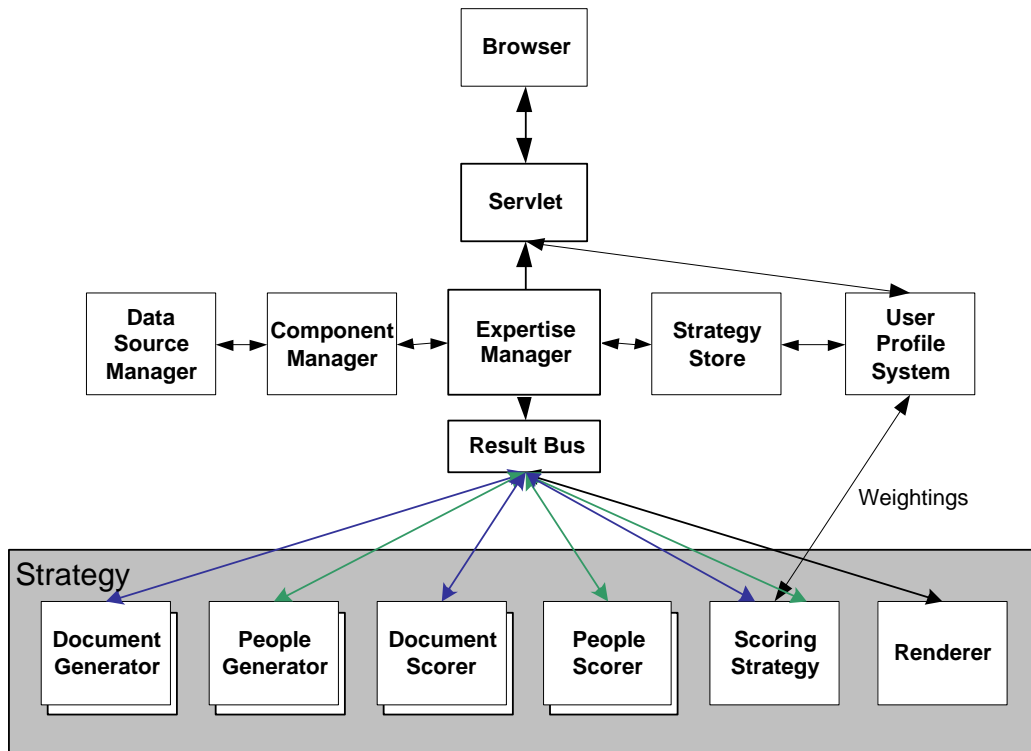 Browser
Servlet
Data
Source
Manager
Component
Manager
Expertise
Manager
Strategy
Store
User
Profile
System
Result Bus
Weightings
Strategy
Document
Generator
People
Generator
Document
Scorer
People
Scorer
Scoring
Strategy
Renderer